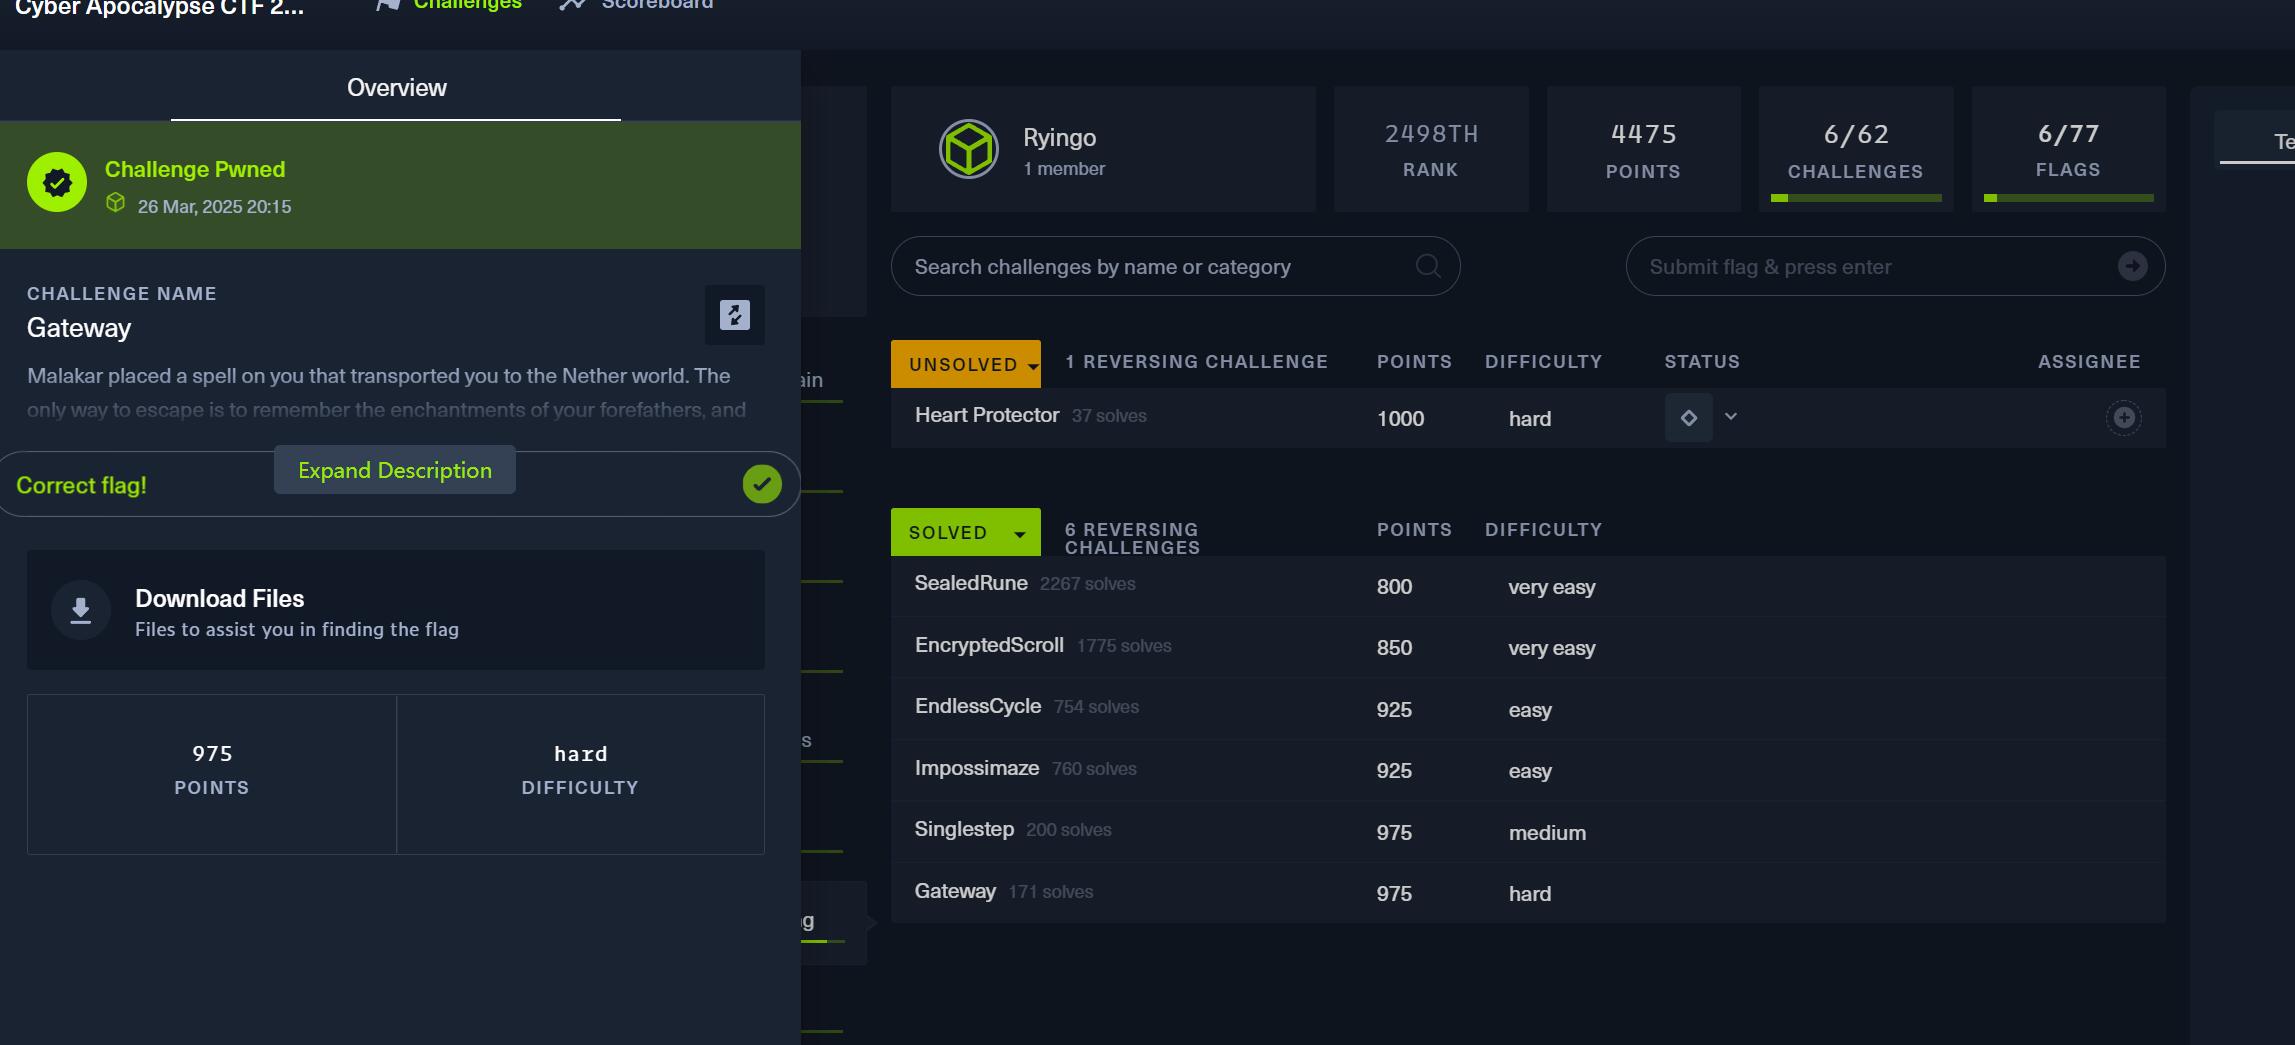 Cyber Apocalypse CTF 2...
Challenges
Scoreboard
Overview
Challenge Pwned
26 Mar, 2025 20:15
CHALLENGE NAME
Gateway
Malakar placed a spell on you that transported you to the Nether world. The
only way to escape is to remember the enchantments of your forefathers, and
Expand Description
Correct flag!
Download Files
Files to assist you in finding the flag
975
POINTS
hard
DIFFICULTY
ain
s
g
Ryingo
1 member
2498TH
RANK
4475
POINTS
6/62
CHALLENGES
6/77
FLAGS
Te
Search challenges by name or category
Submit flag & press enter
UNSOLVED 1 REVERSING CHALLENGE POINTS DIFFICULTY STATUS ASSIGNEE
Heart Protector 37 solves 1000 hard
SOLVED 6 REVERSING CHALLENGES POINTS DIFFICULTY
SealedRune 2267 solves 800 very easy
EncryptedScroll 1775 solves 850 very easy
EndlessCycle 754 solves 925 easy
Impossimaze 760 solves 925 easy
Singlestep 200 solves 975 medium
Gateway 171 solves 975 hard